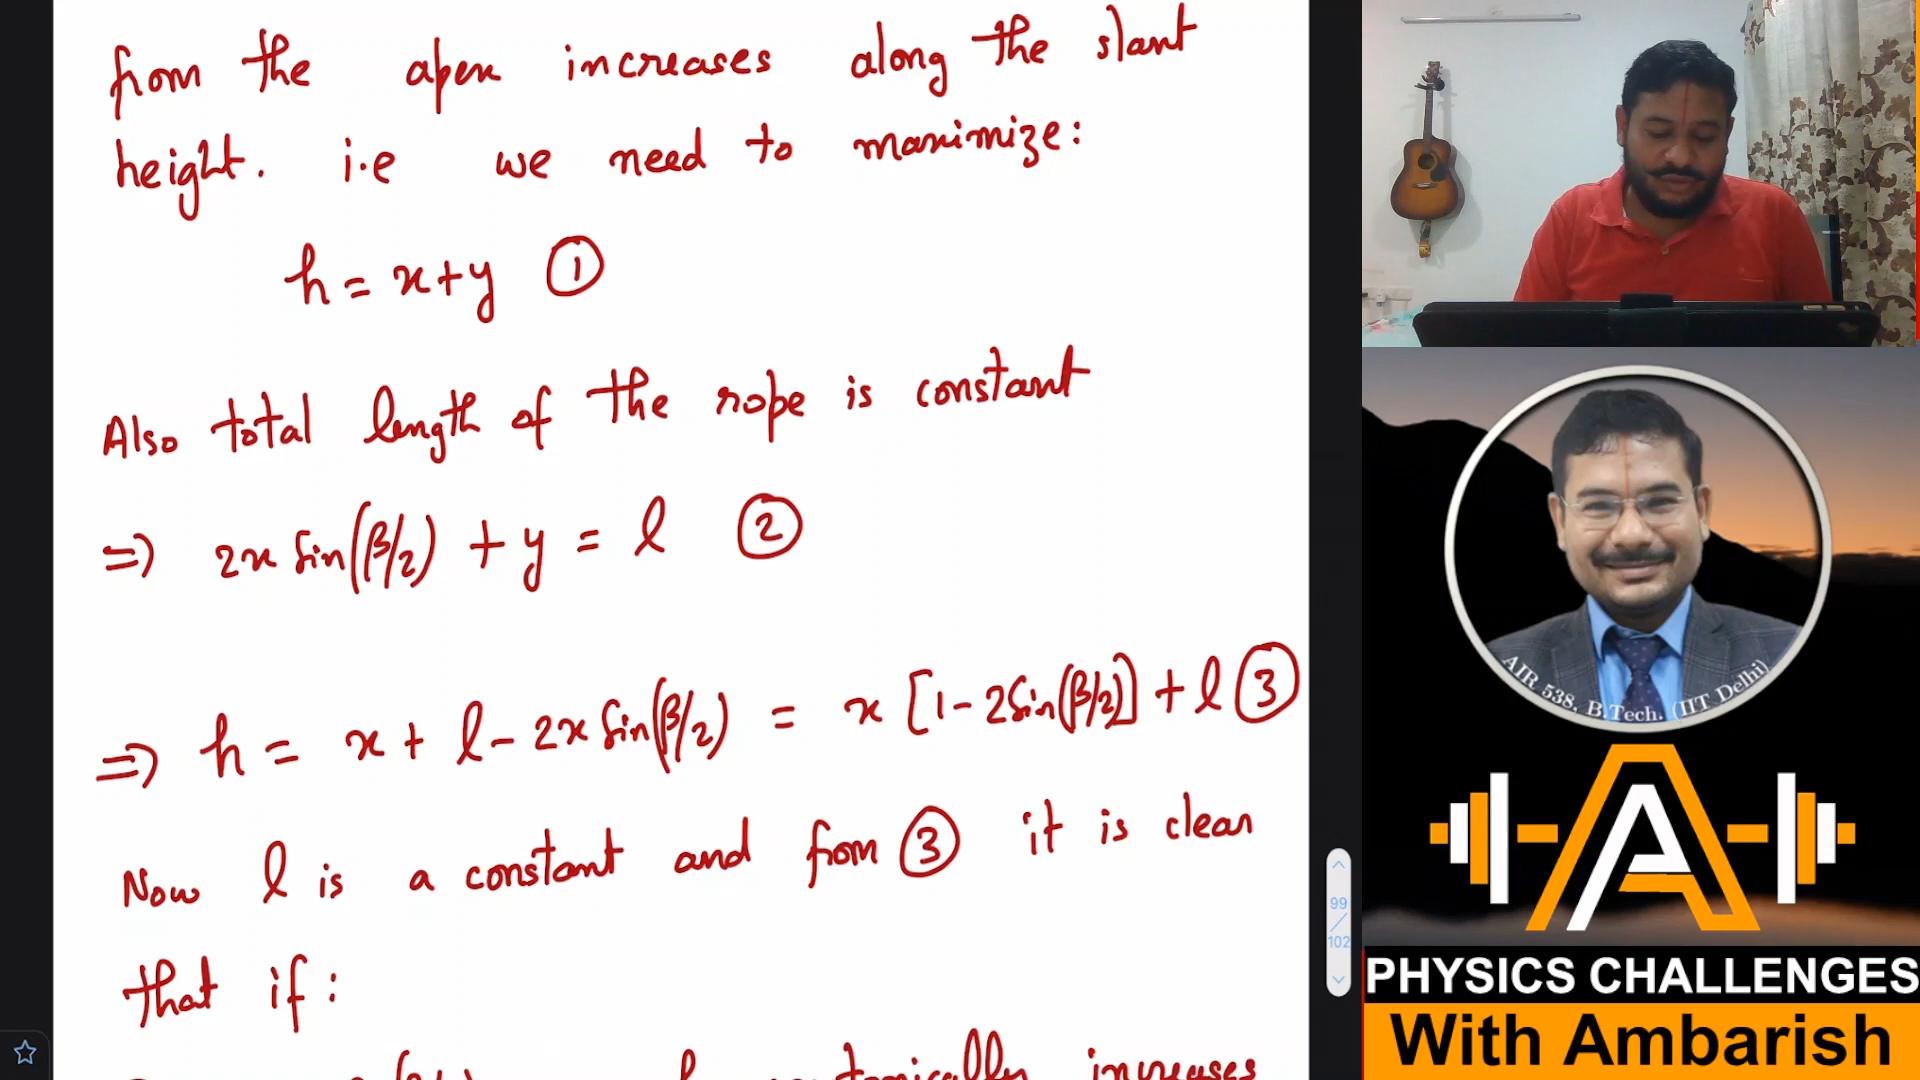 from the apex increases along the slant
height. i.e we need to maximize:
h = x+y ①
Also total length of the rope is constant
=> 2x Sin(β/2) + y = l ②
=> h = x + l - 2x Sin(β/2) = x [1 - 2Sin(β/2)] + l ③
Now l is a constant and from ③ it is clear
that if:
increases
99
/
102
AIR 538, B.Tech. (IIT Delhi)
A
PHYSICS CHALLENGES
With Ambarish